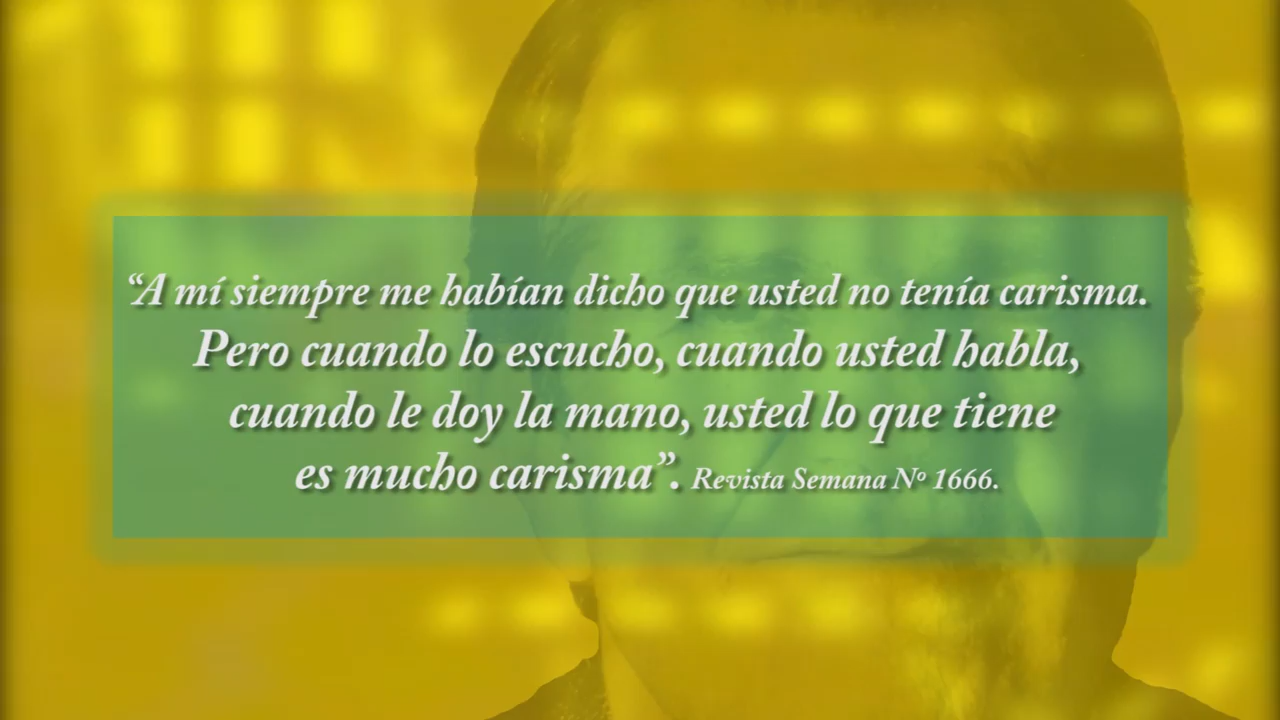 “A mí siempre me habían dicho que usted no tenía carisma.
Pero cuando lo escucho, cuando usted habla,
cuando le doy la mano, usted lo que tiene
es mucho carisma”. Revista Semana Nº 1666.